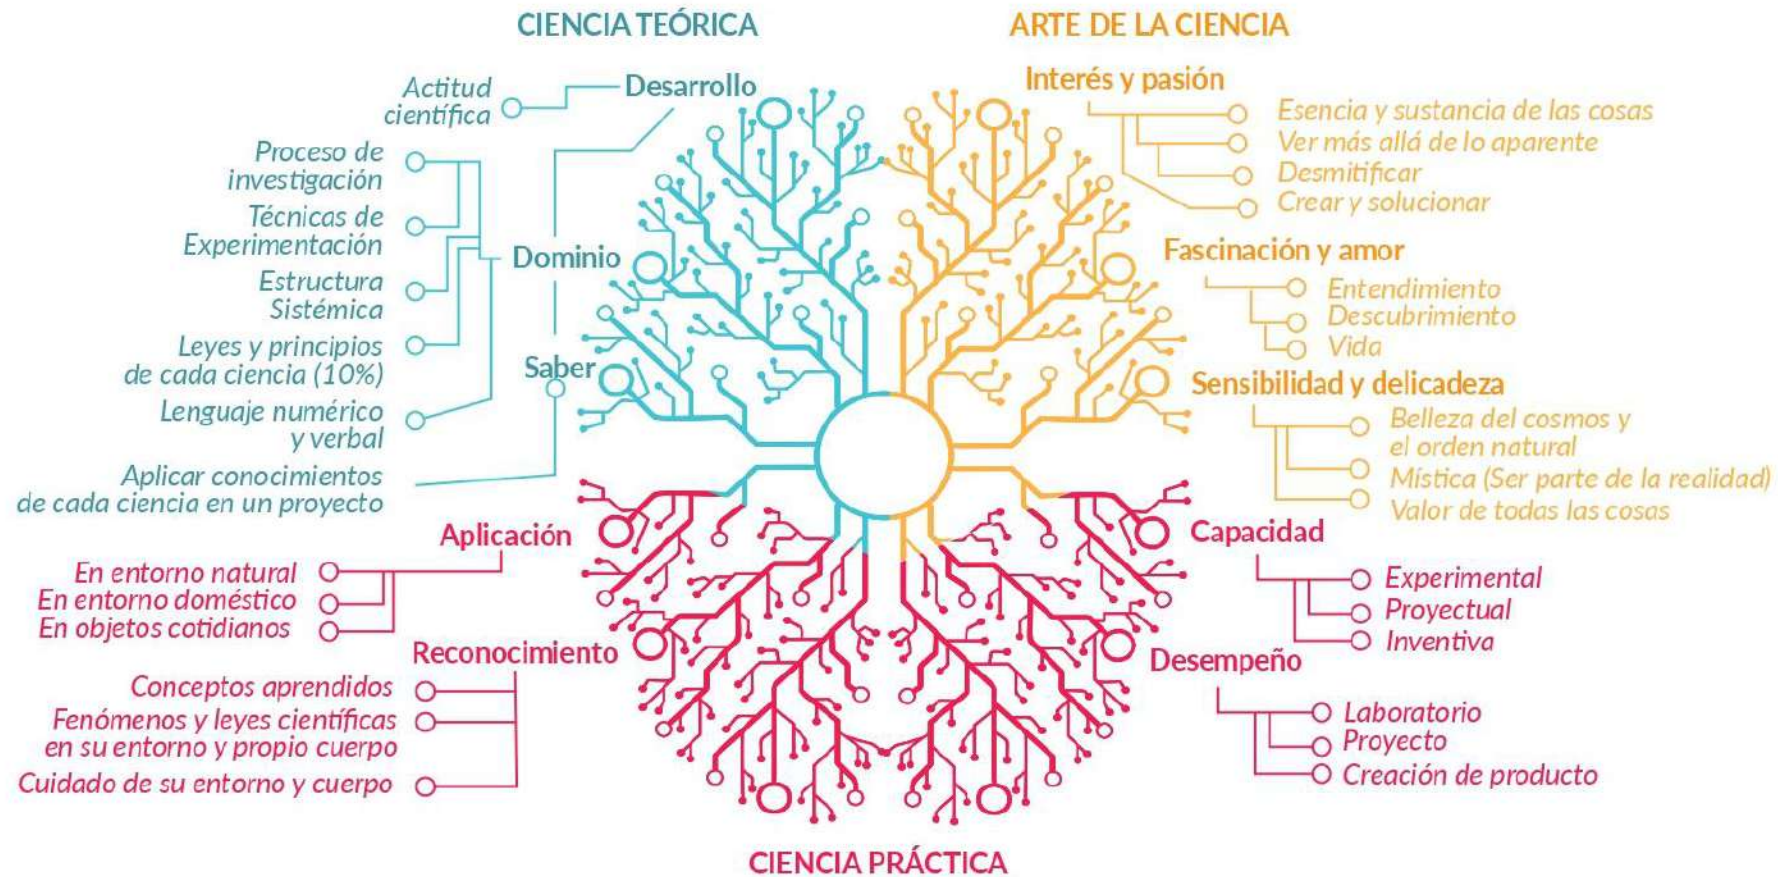 CIENCIA TEÓRICA
Desarrollo
Actitud
científica
Proceso de
investigación
Técnicas de
Experimentación
Dominio
Estructura
Sistémica
Leyes y principios
de cada ciencia (10%)
Saber
Lenguaje numérico
y verbal
Aplicar conocimientos
de cada ciencia en un proyecto
ARTE DE LA CIENCIA
Interés y pasión
Esencia y sustancia de las cosas
Ver más allá de lo aparente
Desmitificar
Crear y solucionar
Fascinación y amor
Entendimiento
Descubrimiento
Vida
Sensibilidad y delicadeza
Belleza del cosmos y
el orden natural
Mística (Ser parte de la realidad)
Valor de todas las cosas
Aplicación
En entorno natural
En entorno doméstico
En objetos cotidianos
Reconocimiento
Conceptos aprendidos
Fenómenos y leyes científicas
en su entorno y propio cuerpo
Cuidado de su entorno y cuerpo
Capacidad
Experimental
Proyectual
Inventiva
Desempeño
Laboratorio
Proyecto
Creación de producto
CIENCIA PRÁCTICA